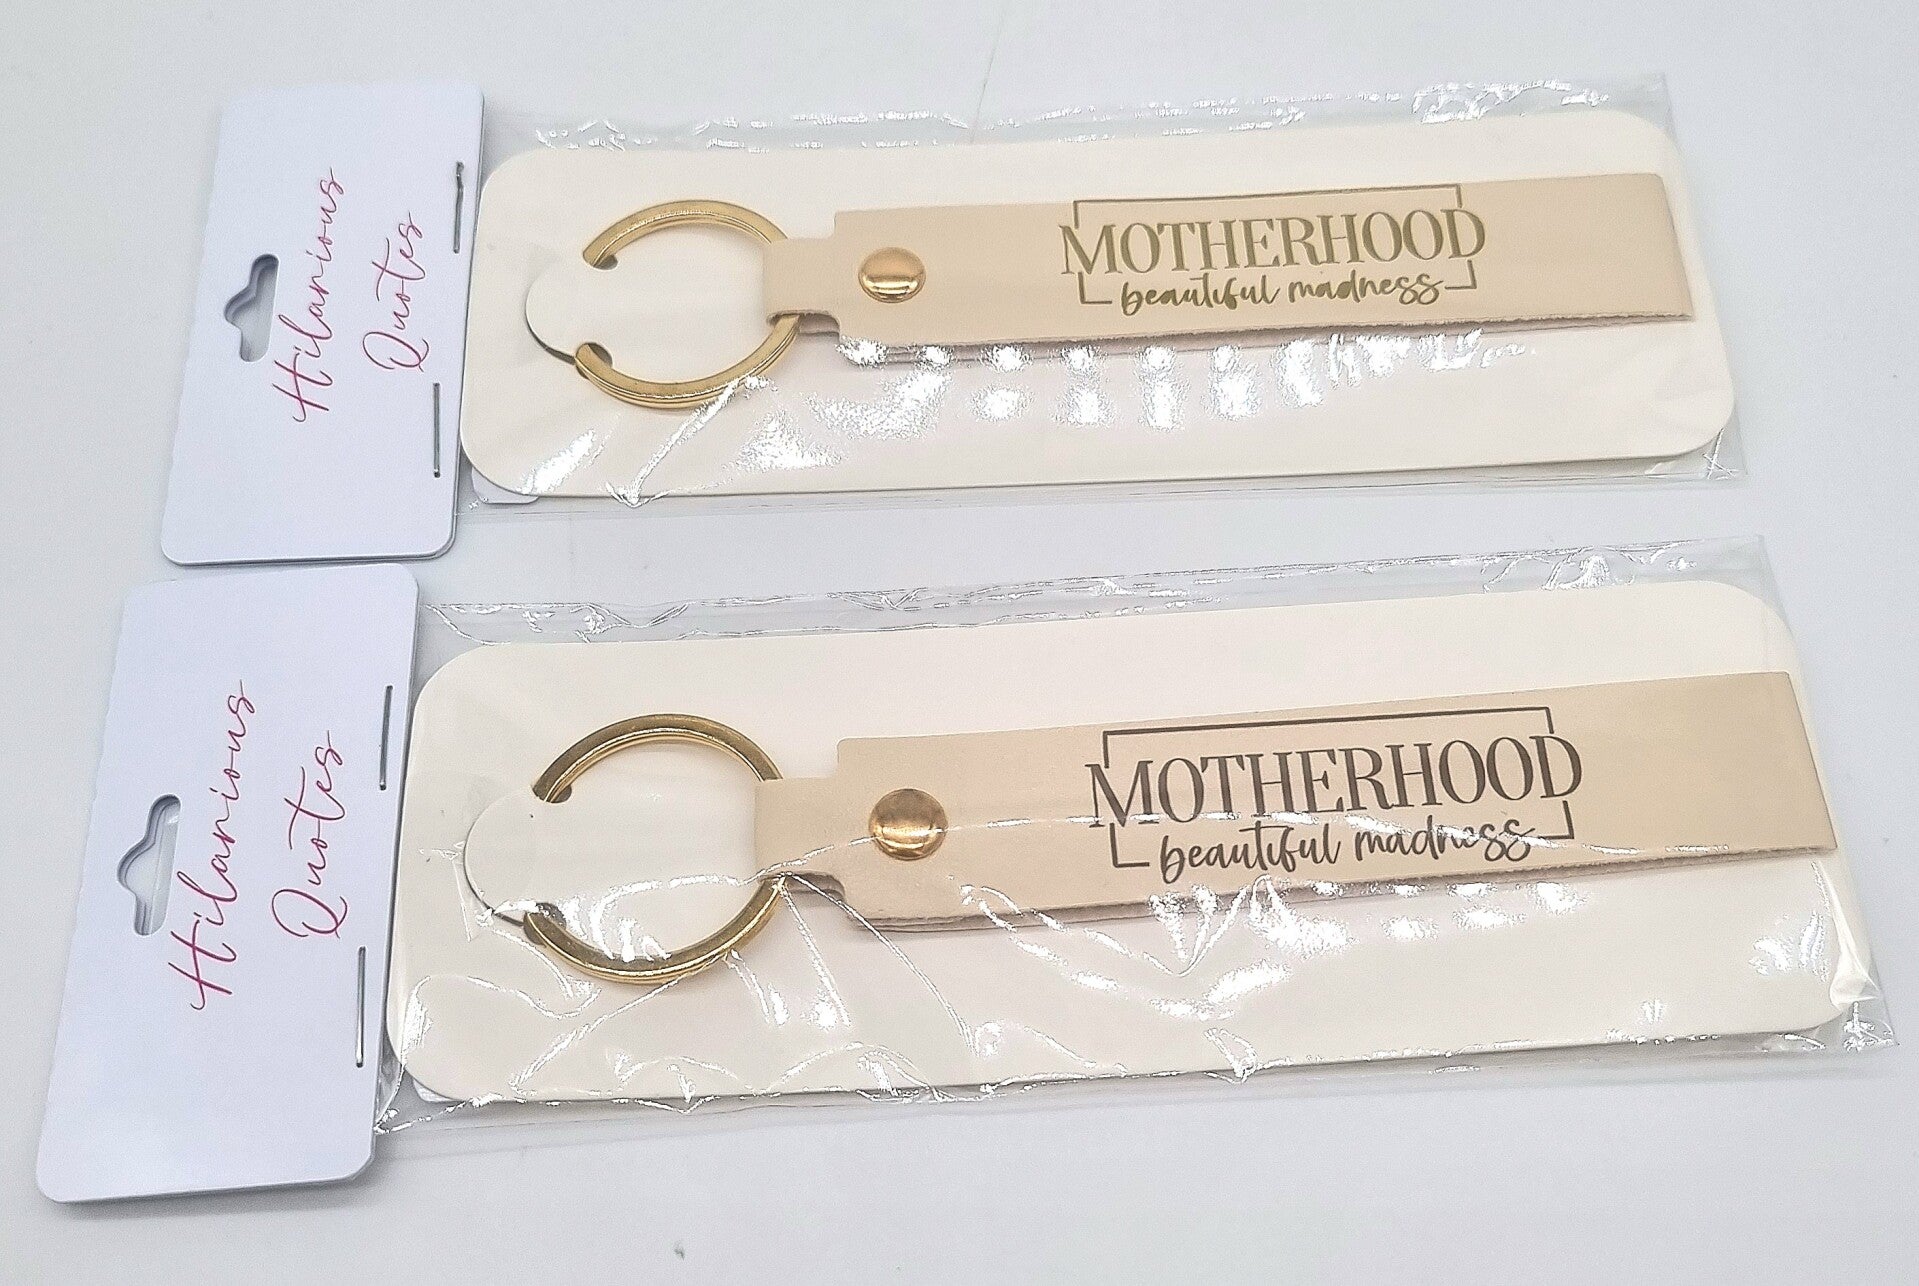 Hilarious
Quotes
MOTHERHOOD
beautiful madness
Hilarious
Quotes
MOTHERHOOD
beautiful madness